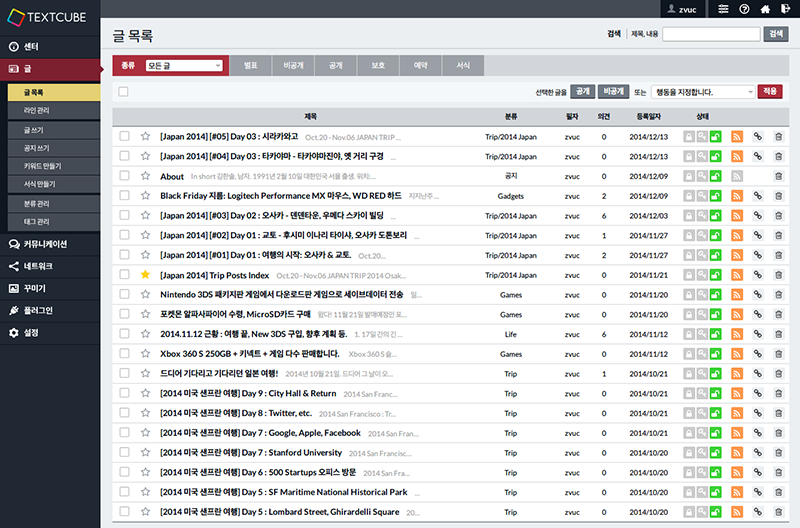 TEXTCUBE
zvuc
센터
글
글 목록
라인 관리
글 쓰기
공지 쓰기
키워드 만들기
서식 만들기
분류 관리
태그 관리
커뮤니케이션
네트워크
꾸미기
플러그인
설정
글 목록
검색 제목, 내용 검색
종류 모든 글 별표 비공개 공개 보호 예약 서식
선택한 글을 공개 비공개 또는 행동을 지정합니다. 적용
제목 분류 필자 의견 등록일자 상태
[Japan 2014] [#05] Day 03 : 시라카와고 Oct.20 - Nov.06 JAPAN TRIP ... Trip/2014 Japan zvuc 0 2014/12/13
[Japan 2014] [#04] Day 03 : 타카야마 - 타카야마진야, 옛 거리 구경 ... Trip/2014 Japan zvuc 0 2014/12/13
About In short 김한솔, 남자. 1991년 2월 10일 대한민국 서울 출생. 위치:... 공지 zvuc 0 2014/12/09
Black Friday 지름: Logitech Performance MX 마우스, WD RED 하드 지지난주... Gadgets zvuc 2 2014/12/09
[Japan 2014] [#03] Day 02 : 오사카 - 덴덴타운, 우메다 스카이 빌딩 ... Trip/2014 Japan zvuc 6 2014/12/03
[Japan 2014] [#02] Day 01 : 교토 - 후시미 이나리 타이샤, 오사카 도톤보리 ... Trip/2014 Japan zvuc 1 2014/11/27
[Japan 2014] [#01] Day 01 : 여행의 시작: 오사카 & 교토. Oct.20... Trip/2014 Japan zvuc 2 2014/11/27
[Japan 2014] Trip Posts Index Oct.20 - Nov.06 JAPAN TRIP 2014 Osak... Trip/2014 Japan zvuc 0 2014/11/21
Nintendo 3DS 패키지판 게임에서 다운로드판 게임으로 세이브데이터 전송 일... Games zvuc 0 2014/11/12
포켓몬 알파사파이어 수령, MicroSD카드 구매 왔다! 11월 21일 발매예정인 포... Games zvuc 0 2014/11/12
2014.11.12 근황 : 여행 끝, New 3DS 구입, 향후 계획 등. 1. 17일 간의 긴 ... Life zvuc 6 2014/11/12
Xbox 360 S 250GB + 키넥트 + 게임 다수 판매합니다. Xbox 360 S 슬... Games zvuc 0 2014/11/12
드디어 기다리고 기다리던 일본 여행! 2014년 10월 21일. 드디어 그 날이 오... Trip zvuc 1 2014/10/21
[2014 미국 샌프란 여행] Day 9 : City Hall & Return 2014 San Franc... Trip zvuc 0 2014/10/21
[2014 미국 샌프란 여행] Day 8 : Twitter, etc. 2014 San Francisco : Tr... Trip zvuc 0 2014/10/21
[2014 미국 샌프란 여행] Day 7 : Google, Apple, Facebook 2014 San Fran... Trip zvuc 0 2014/10/21
[2014 미국 샌프란 여행] Day 7 : Stanford University 2014 San Francisc... Trip zvuc 0 2014/10/20
[2014 미국 샌프란 여행] Day 6 : 500 Startups 오피스 방문 2014 San Fra... Trip zvuc 0 2014/10/20
[2014 미국 샌프란 여행] Day 5 : SF Maritime National Historical Park ... Trip zvuc 0 2014/10/20
[2014 미국 샌프란 여행] Day 5 : Lombard Street, Ghirardelli Square 20... Trip zvuc 0 2014/10/20